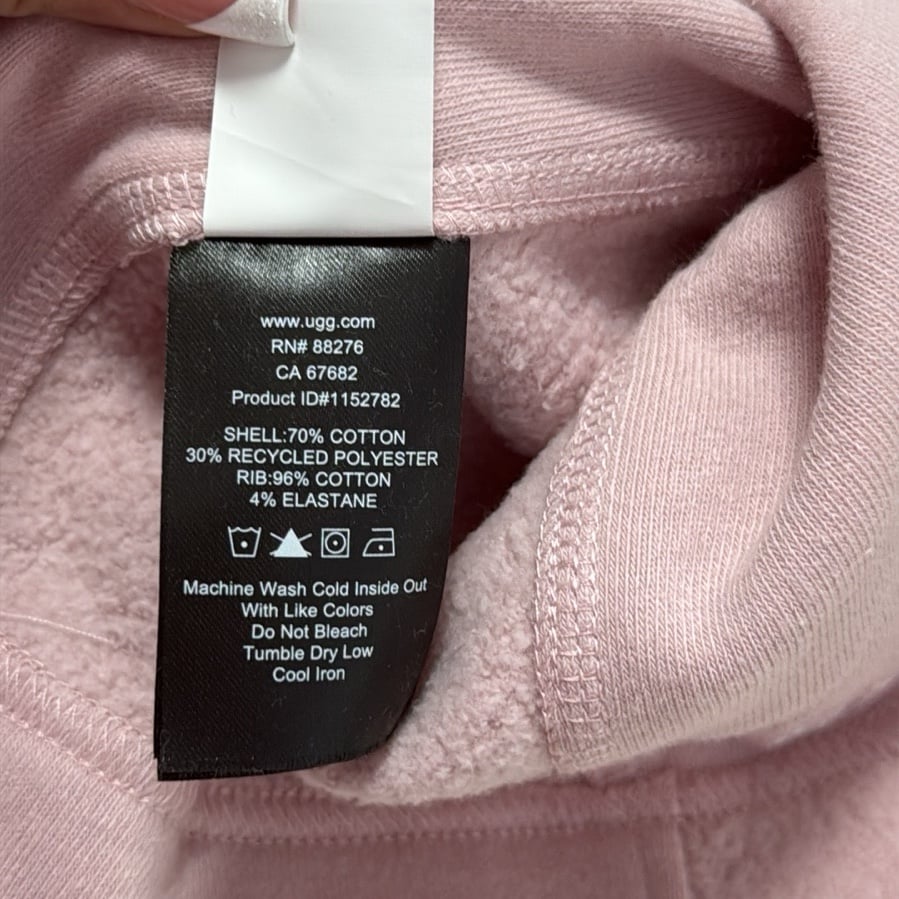 www.ugg.com
RN# 88276
CA 67682
Product ID#1152782
SHELL:70% COTTON
30% RECYCLED POLYESTER
RIB:96% COTTON
4% ELASTANE
Machine Wash Cold Inside Out
With Like Colors
Do Not Bleach
Tumble Dry Low
Cool Iron